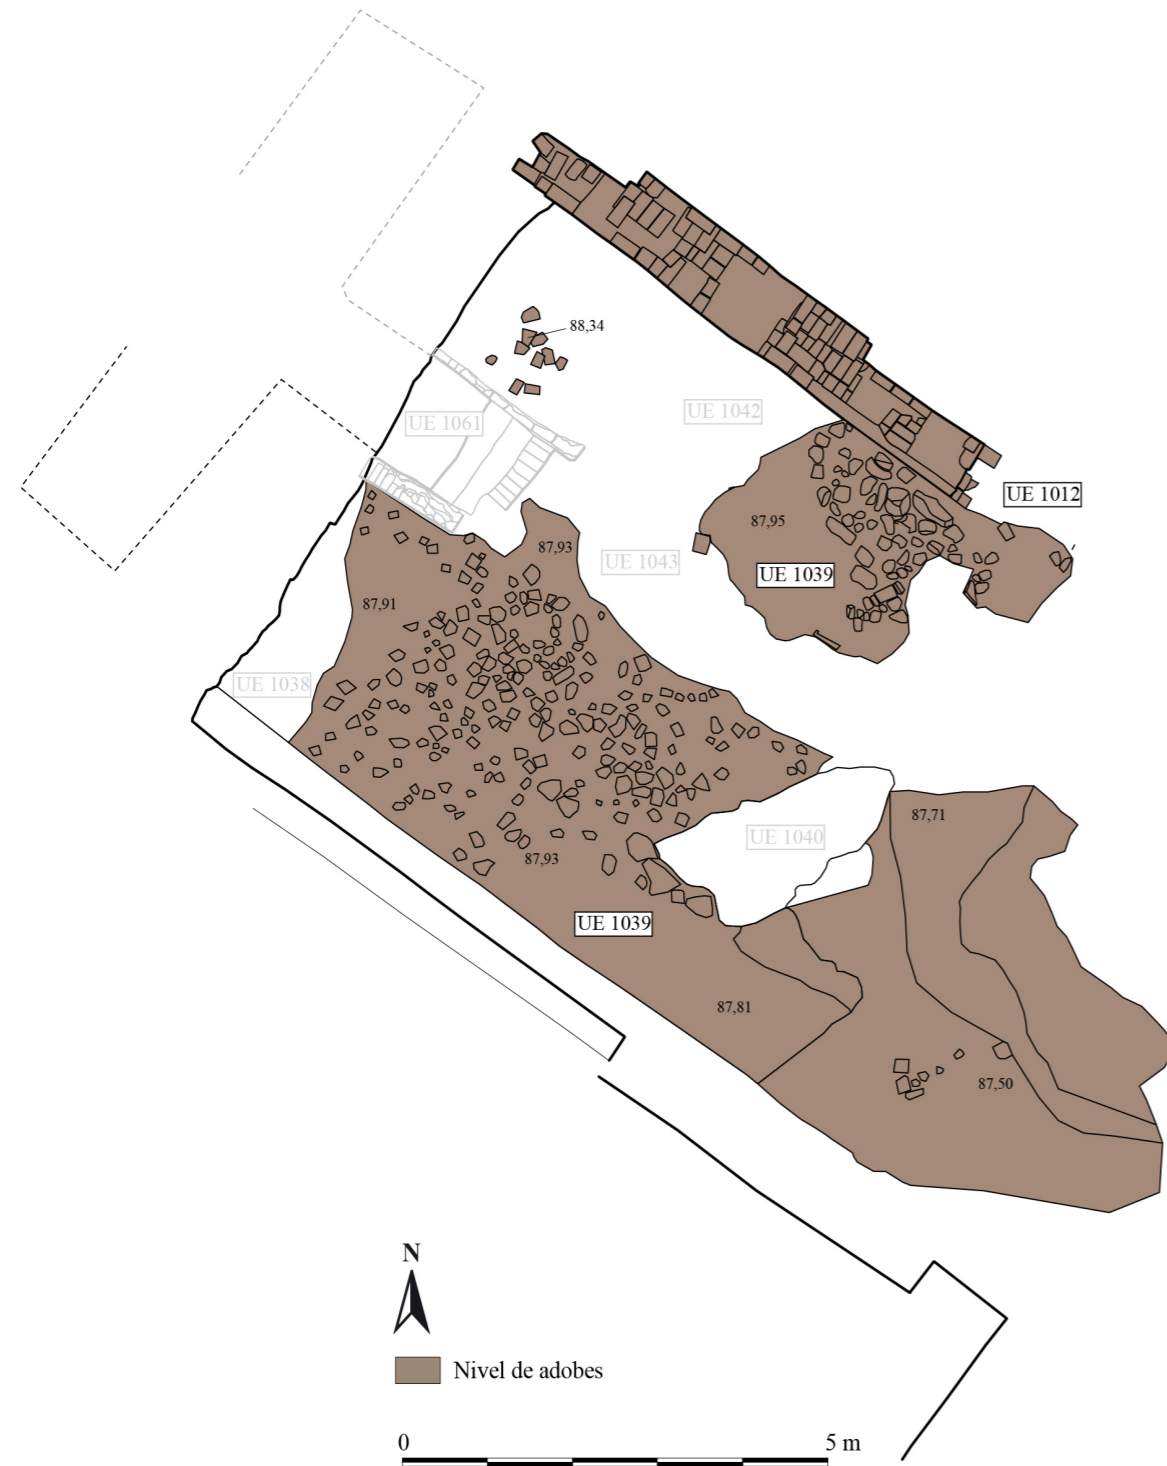 88,34
UE 1061
UE 1042
UE 1012
87,95
87,93
UE 1043
UE 1039
87,91
UE 1038
87,71
UE 1040
87,93
UE 1039
87,81
87,50
N
Nivel de adobes
0
5 m